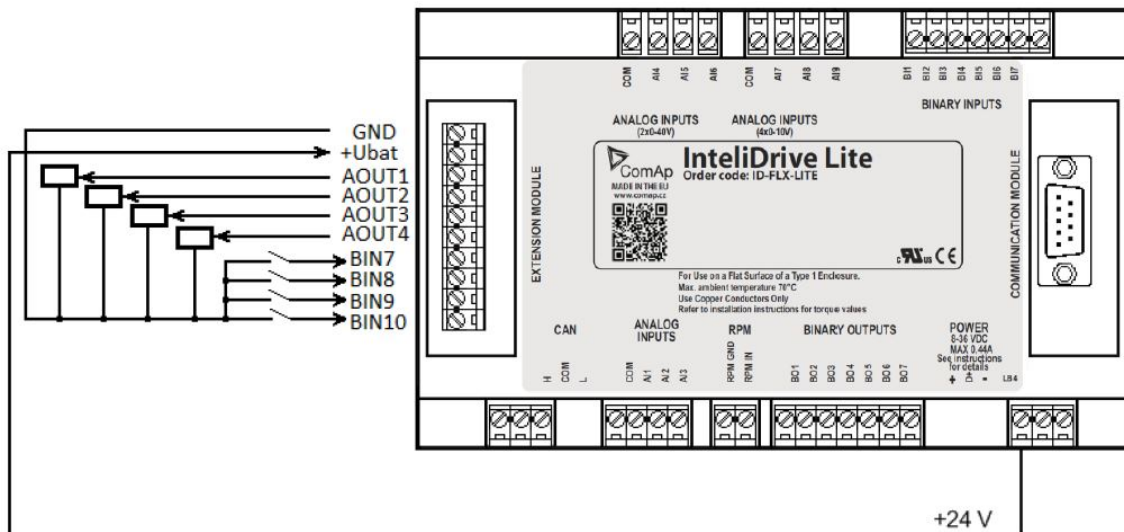 COM AI4 AI5 AI6
COM AI7 AI8 AI9
BI1 BI2 BI3 BI4 BI5 BI6 BI7
ANALOG INPUTS
(2x0-40V)
ANALOG INPUTS
(4x0-10V)
BINARY INPUTS
GND
+Ubat
AOUT1
AOUT2
AOUT3
AOUT4
BIN7
BIN8
BIN9
BIN10
EXTENSION MODULE
ComAp
MADE IN THE EU
www.comap.cz
InteliDrive Lite
Order code: ID-FLX-LITE
c RU us CE
COMMUNICATION MODULE
For Use on a Flat Surface of a Type 1 Enclosure.
Max. ambient temperature 70°C
Use Copper Conductors Only
Refer to installation instructions for torque values
CAN
H COM L
ANALOG
INPUTS
COM AI1 AI2 AI3
RPM
RPM GND RPM IN
BINARY OUTPUTS
BO1 BO2 BO3 BO4 BO5 BO6 BO7
POWER
8-36 VDC
MAX 0.44A
See instructions
for details
+ D+ - LB4
+24 V